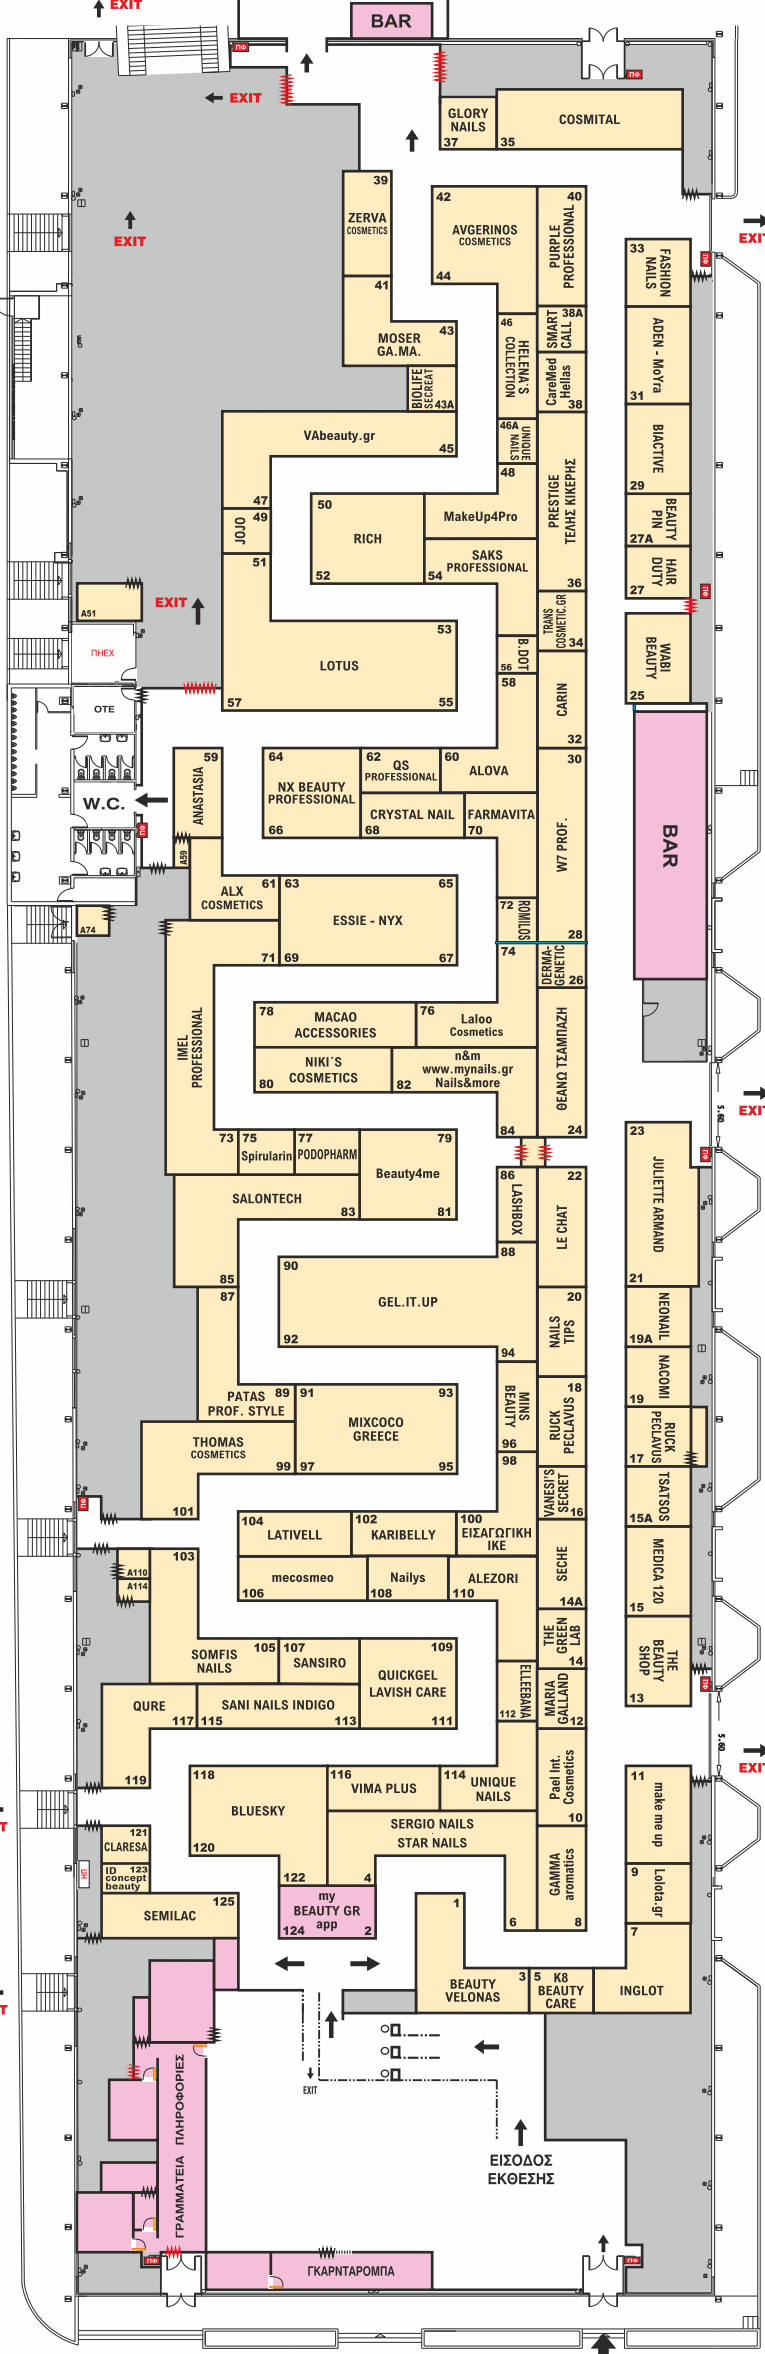 EXIT
BAR
ΠΦ
ΠΦ
EXIT
GLORY
NAILS
37
COSMITAL
35
39
ZERVA
COSMETICS
42
AVGERINOS
COSMETICS
44
40
PURPLE
PROFESSIONAL
EXIT
EXIT
33
FASHION
NAILS
ΠΦ
41
MOSER
GA.MA.
43
46
HELENA'S
COLLECTION
38A
SMART
CALL
CareMed
Hellas
38
ADEN - MoYra
31
BIOLIFE
SECREAT
43A
VAbeauty.gr
45
47
46A
UNIQUE
NAILS
48
PRESTIGE
ΤΕΛΗΣ ΚΙΚΕΡΗΣ
36
BIACTIVE
29
BEAUTY
PIN
27A
HAIR
DUTY
27
ΠΦ
49
JOJO
51
50
RICH
52
MakeUp4Pro
SAKS
PROFESSIONAL
54
A51
EXIT
ΠΗΕΧ
53
LOTUS
57
55
B.DOT
56
58
TRANS
COSMETIC.GR
34
CARIN
32
WABI
BEAUTY
25
OTE
W.C.
ΠΦ
59
ANASTASIA
A59
64
NX BEAUTY
PROFESSIONAL
66
62
QS
PROFESSIONAL
60
ALOVA
CRYSTAL NAIL
68
FARMAVITA
70
30
W7 PROF.
28
BAR
61
ALX
COSMETICS
63
65
ESSIE - NYX
69
67
72
ROMILOS
74
A74
71
IMEL
PROFESSIONAL
73
DERMA-
GENETIC
26
78
MACAO
ACCESSORIES
76
Laloo
Cosmetics
NIKI´S
COSMETICS
80
n&m
www.mynails.gr
Nails&more
82
84
ΘΕΑΝΩ ΤΣΑΜΠΑΖΗ
24
5.60
EXIT
75
Spirularin
77
PODOPHARM
79
Beauty4me
81
SALONTECH
83
85
86
LASHBOX
88
22
LE CHAT
23
JULIETTE ARMAND
21
ΠΦ
87
PATAS
PROF. STYLE
89
90
GEL.IT.UP
92
94
20
NAILS
TIPS
NEONAIL
19A
NACOMI
19
91
93
MIXCOCO
GREECE
97
95
MINS
BEAUTY
96
98
18
RUCK
PECLAVUS
RUCK
PECLAVUS
17
THOMAS
COSMETICS
99
101
VANESI'S
SECRET
16
TSATSOS
15A
ΠΦ
104
LATIVELL
102
KARIBELLY
100
ΕΙΣΑΓΩΓΙΚΗ
ΙΚΕ
SECHE
14A
MEDICA 120
15
A110
A114
103
mecosmeo
106
Nailys
108
ALEZORI
110
THE
GREEN
LAB
14
THE
BEAUTY
SHOP
13
SOMFIS
NAILS
105
107
SANSIRO
109
QUICKGEL
LAVISH CARE
111
ELLEBANA
112
MARIA
GALLAND
12
ΠΦ
QURE
117
119
SANI NAILS INDIGO
115
113
5.60
EXIT
118
BLUESKY
120
122
116
VIMA PLUS
114
UNIQUE
NAILS
Pael Int.
Cosmetics
10
11
make me up
SERGIO NAILS
STAR NAILS
4
6
GAMMA
aromatics
8
9
Lolota.gr
121
CLARESA
ID
concept
beauty
123
SEMILAC
125
my
BEAUTY GR
app
124
2
1
BEAUTY
VELONAS
3
5
K8
BEAUTY
CARE
7
INGLOT
EXIT
ΓΡΑΜΜΑΤΕΙΑ ΠΛΗΡΟΦΟΡΙΕΣ
ΕΙΣΟΔΟΣ
ΕΚΘΕΣΗΣ
ΠΦ
ΠΦ
ΓΚΑΡΝΤΑΡΟΜΠΑ